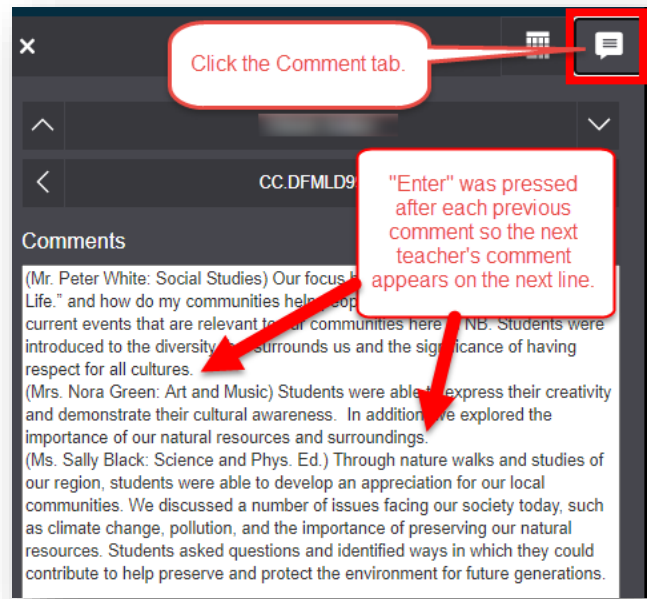 Click the Comment tab.
CC.DFMLD9
"Enter" was pressed
after each previous
comment so the next
teacher's comment
appears on the next line.
Comments
(Mr. Peter White: Social Studies) Our focus
Life." and how do my communities help
current events that are relevant to our communities here NB. Students were
introduced to the diversity surrounds us and the significance of having
respect for all cultures.
(Mrs. Nora Green: Art and Music) Students were able to express their creativity
and demonstrate their cultural awareness. In addition we explored the
importance of our natural resources and surroundings.
(Ms. Sally Black: Science and Phys. Ed.) Through nature walks and studies of
our region, students were able to develop an appreciation for our local
communities. We discussed a number of issues facing our society today, such
as climate change, pollution, and the importance of preserving our natural
resources. Students asked questions and identified ways in which they could
contribute to help preserve and protect the environment for future generations.